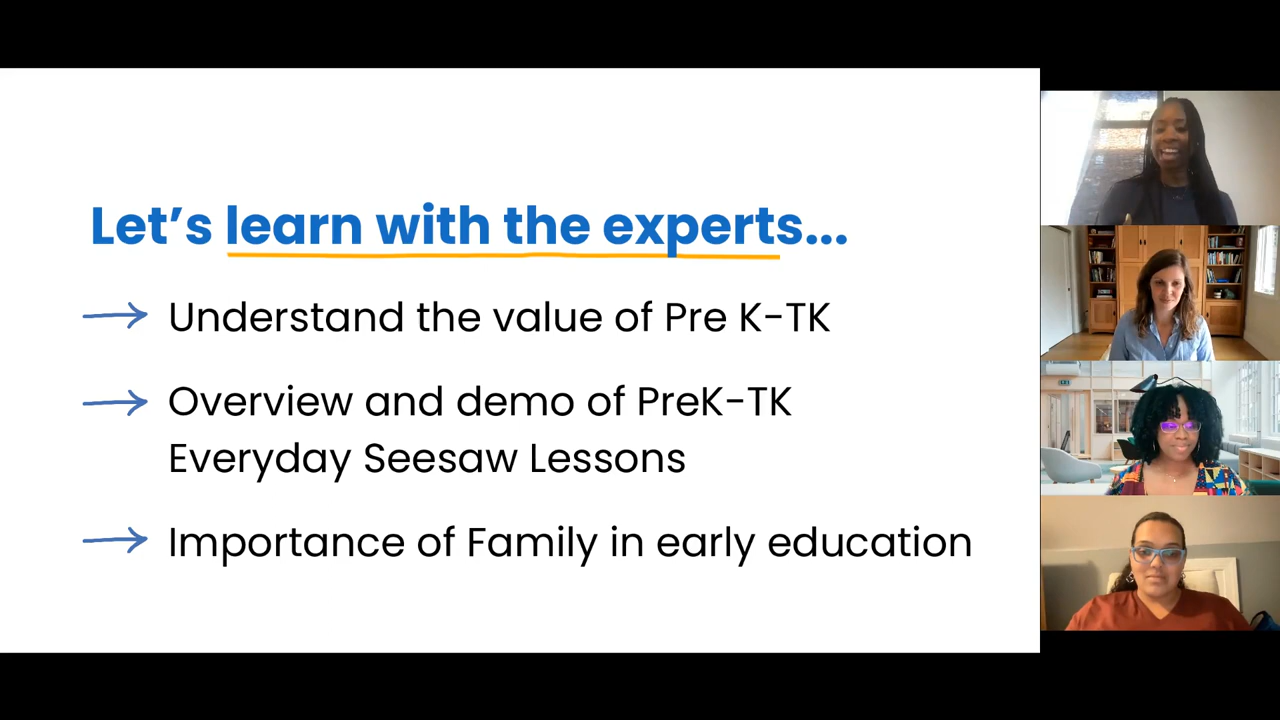 Let’s learn with the experts...
Understand the value of Pre K-TK
Overview and demo of PreK-TK
Everyday Seesaw Lessons
Importance of Family in early education